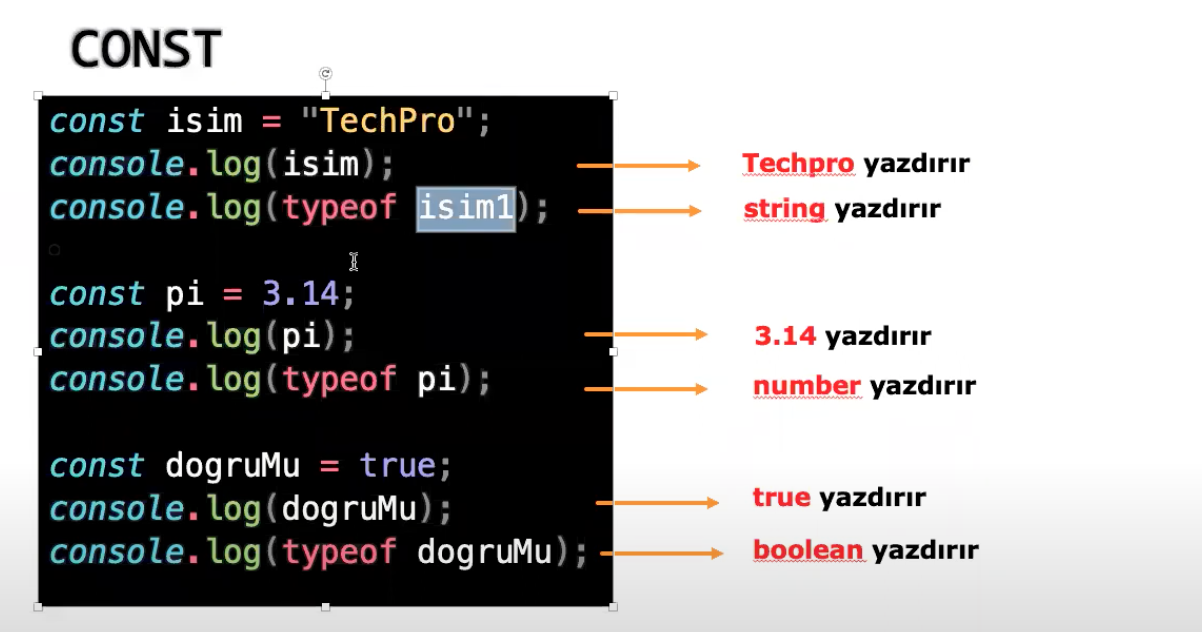 CONST
const isim = "TechPro";
console.log(isim);
Techpro yazdırır
console.log(typeof isim1);
string yazdırır
const pi = 3.14;
console.log(pi);
3.14 yazdırır
console.log(typeof pi);
number yazdırır
const dogruMu = true;
console.log(dogruMu);
true yazdırır
console.log(typeof dogruMu);
boolean yazdırır